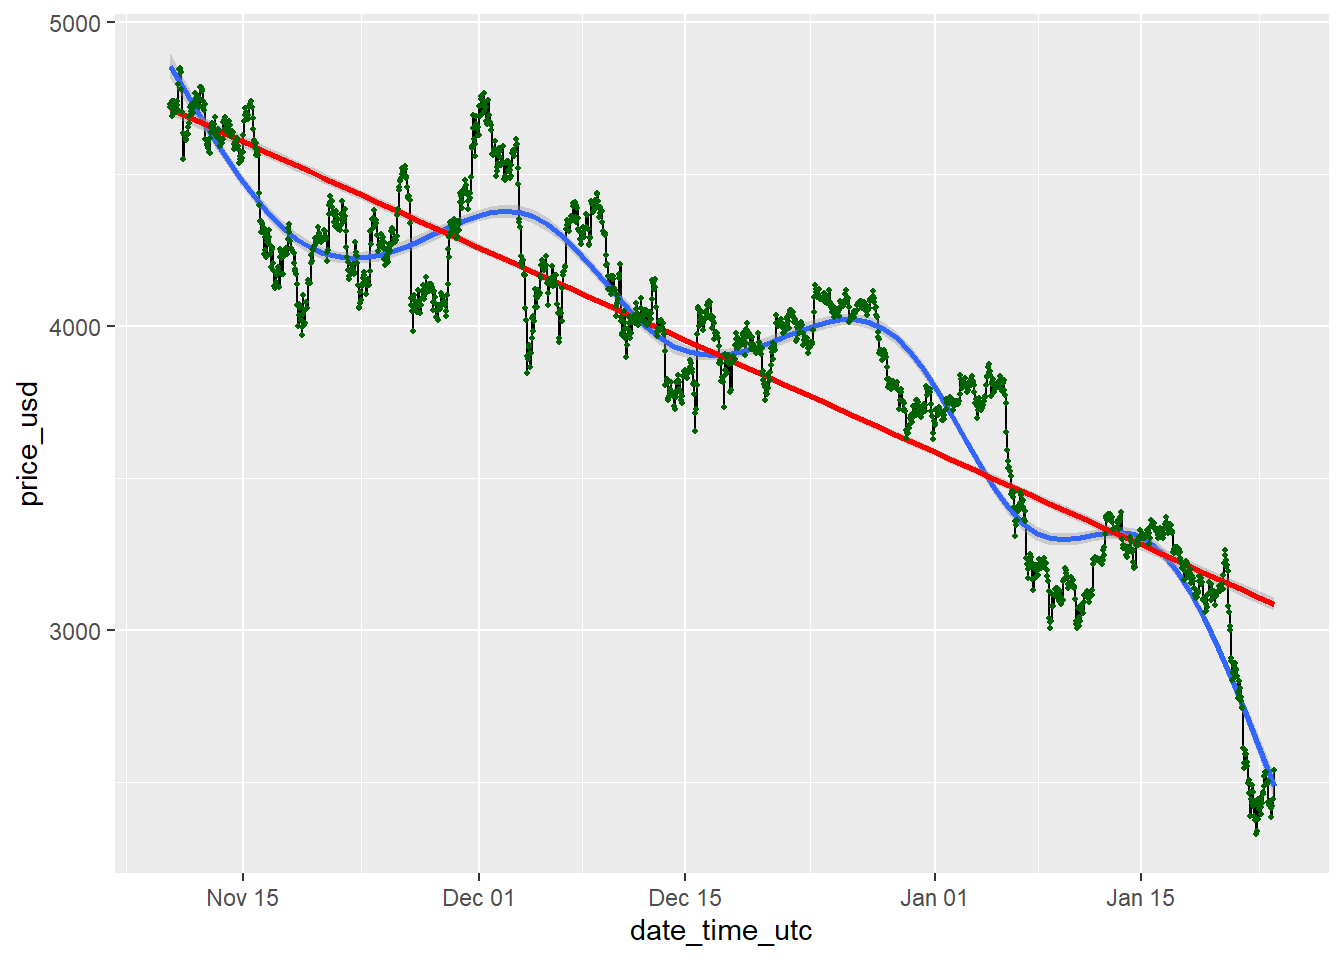 5000
4000
3000
price_usd
Nov 15
Dec 01
Dec 15
Jan 01
Jan 15
date_time_utc